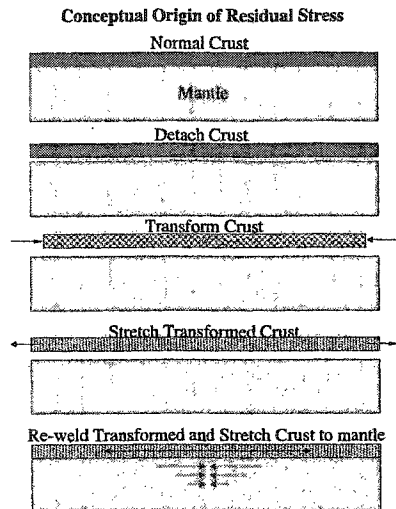 Conceptual Origin of Residual Stress
Normal Crust
Mantle
Detach Crust
Transform Crust
Stretch Transformed Crust
Re-weld Transformed and Stretch Crust to mantle